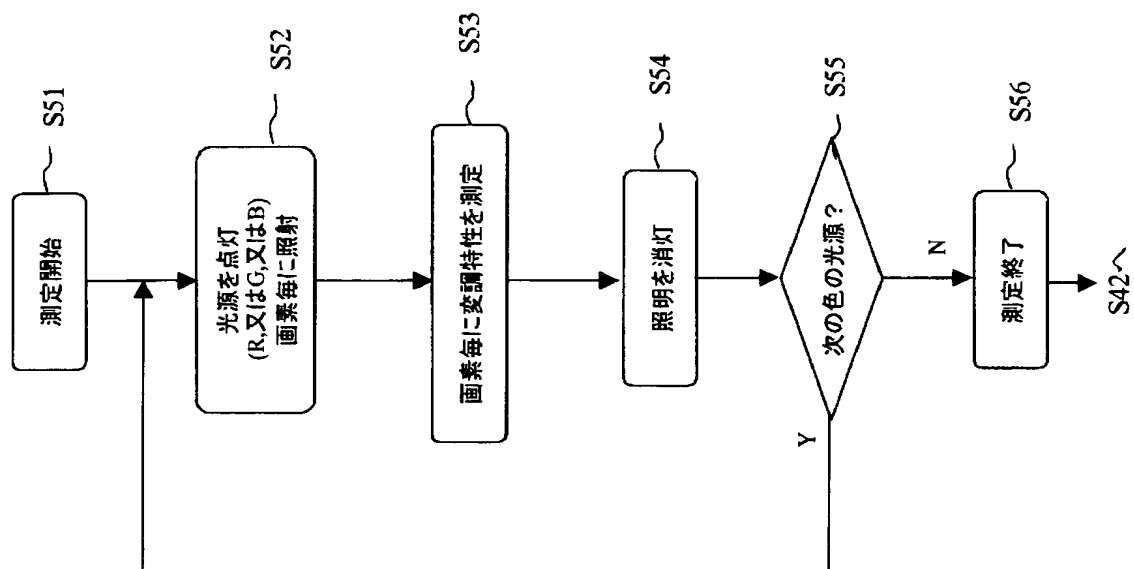 測定開始
S51
光源を点灯
(R,又はG,又はB)
画素毎に照射
S52
画素毎に変調特性を測定
S53
照明を消灯
S54
次の色の光源？
S55
Y
N
測定終了
S56
S42へ